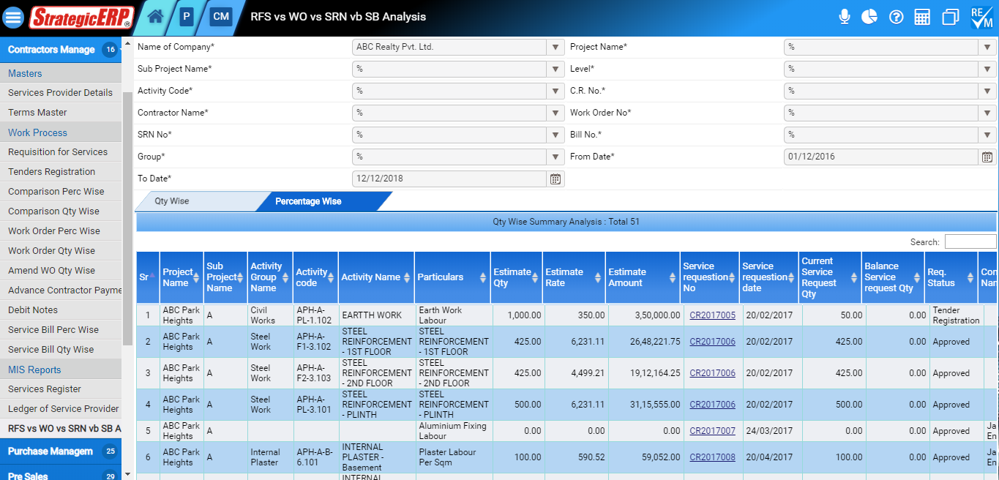 StrategicERP®
P
CM
RFS vs WO vs SRN vb SB Analysis
RE
M
Contractors Manage 16
Masters
Services Provider Details
Terms Master
Work Process
Requisition for Services
Tenders Registration
Comparison Perc Wise
Comparison Qty Wise
Work Order Perc Wise
Work Order Qty Wise
Amend WO Qty Wise
Advance Contractor Payme
Debit Notes
Service Bill Perc Wise
Service Bill Qty Wise
MIS Reports
Services Register
Ledger of Service Provider
RFS vs WO vs SRN vb SB A
Purchase Managem 25
Pre Sales 29
Name of Company* ABC Realty Pvt. Ltd. Project Name* %
Sub Project Name* % Level* %
Activity Code* % C.R. No.* %
Contractor Name* % Work Order No* %
SRN No* % Bill No.* %
Group* % From Date* 01/12/2016
To Date* 12/12/2018
Qty Wise Percentage Wise
Qty Wise Summary Analysis : Total 51
Search:
Sr Project Name Sub Project Name Activity Group Name Activity code Activity Name Particulars Estimate Qty Estimate Rate Estimate Amount Service requestion No Service requestion date Current Service Request Qty Balance Service request Qty Req. Status Con Nam
1 ABC Park Heights A Civil Works APH-A-PL-1.102 EARTTH WORK Earth Work Labour 1,000.00 350.00 3,50,000.00 CR2017005 20/02/2017 50.00 0.00 Tender Registration
2 ABC Park Heights A Steel Work APH-A-F1-3.102 STEEL REINFORCEMENT - 1ST FLOOR STEEL REINFORCEMENT - 1ST FLOOR 425.00 6,231.11 26,48,221.75 CR2017006 20/02/2017 425.00 0.00 Approved
3 ABC Park Heights A Steel Work APH-A-F2-3.103 STEEL REINFORCEMENT - 2ND FLOOR STEEL REINFORCEMENT - 2ND FLOOR 425.00 4,499.21 19,12,164.25 CR2017006 20/02/2017 425.00 0.00 Approved
4 ABC Park Heights A Steel Work APH-A-PL-3.101 STEEL REINFORCEMENT - PLINTH STEEL REINFORCEMENT - PLINTH 500.00 6,231.11 31,15,555.00 CR2017006 20/02/2017 500.00 0.00 Approved
5 ABC Park Heights A Aluminium Fixing Labour 0.00 0.00 0.00 CR2017007 24/03/2017 0.00 0.00 Approved Ja En
6 ABC Park Heights A Internal Plaster APH-A-B-6.101 INTERNAL PLASTER - Basement Plaster Labour Per Sqm 100.00 590.52 59,052.00 CR2017008 20/04/2017 100.00 0.00 Approved Ja En
INTERNAL